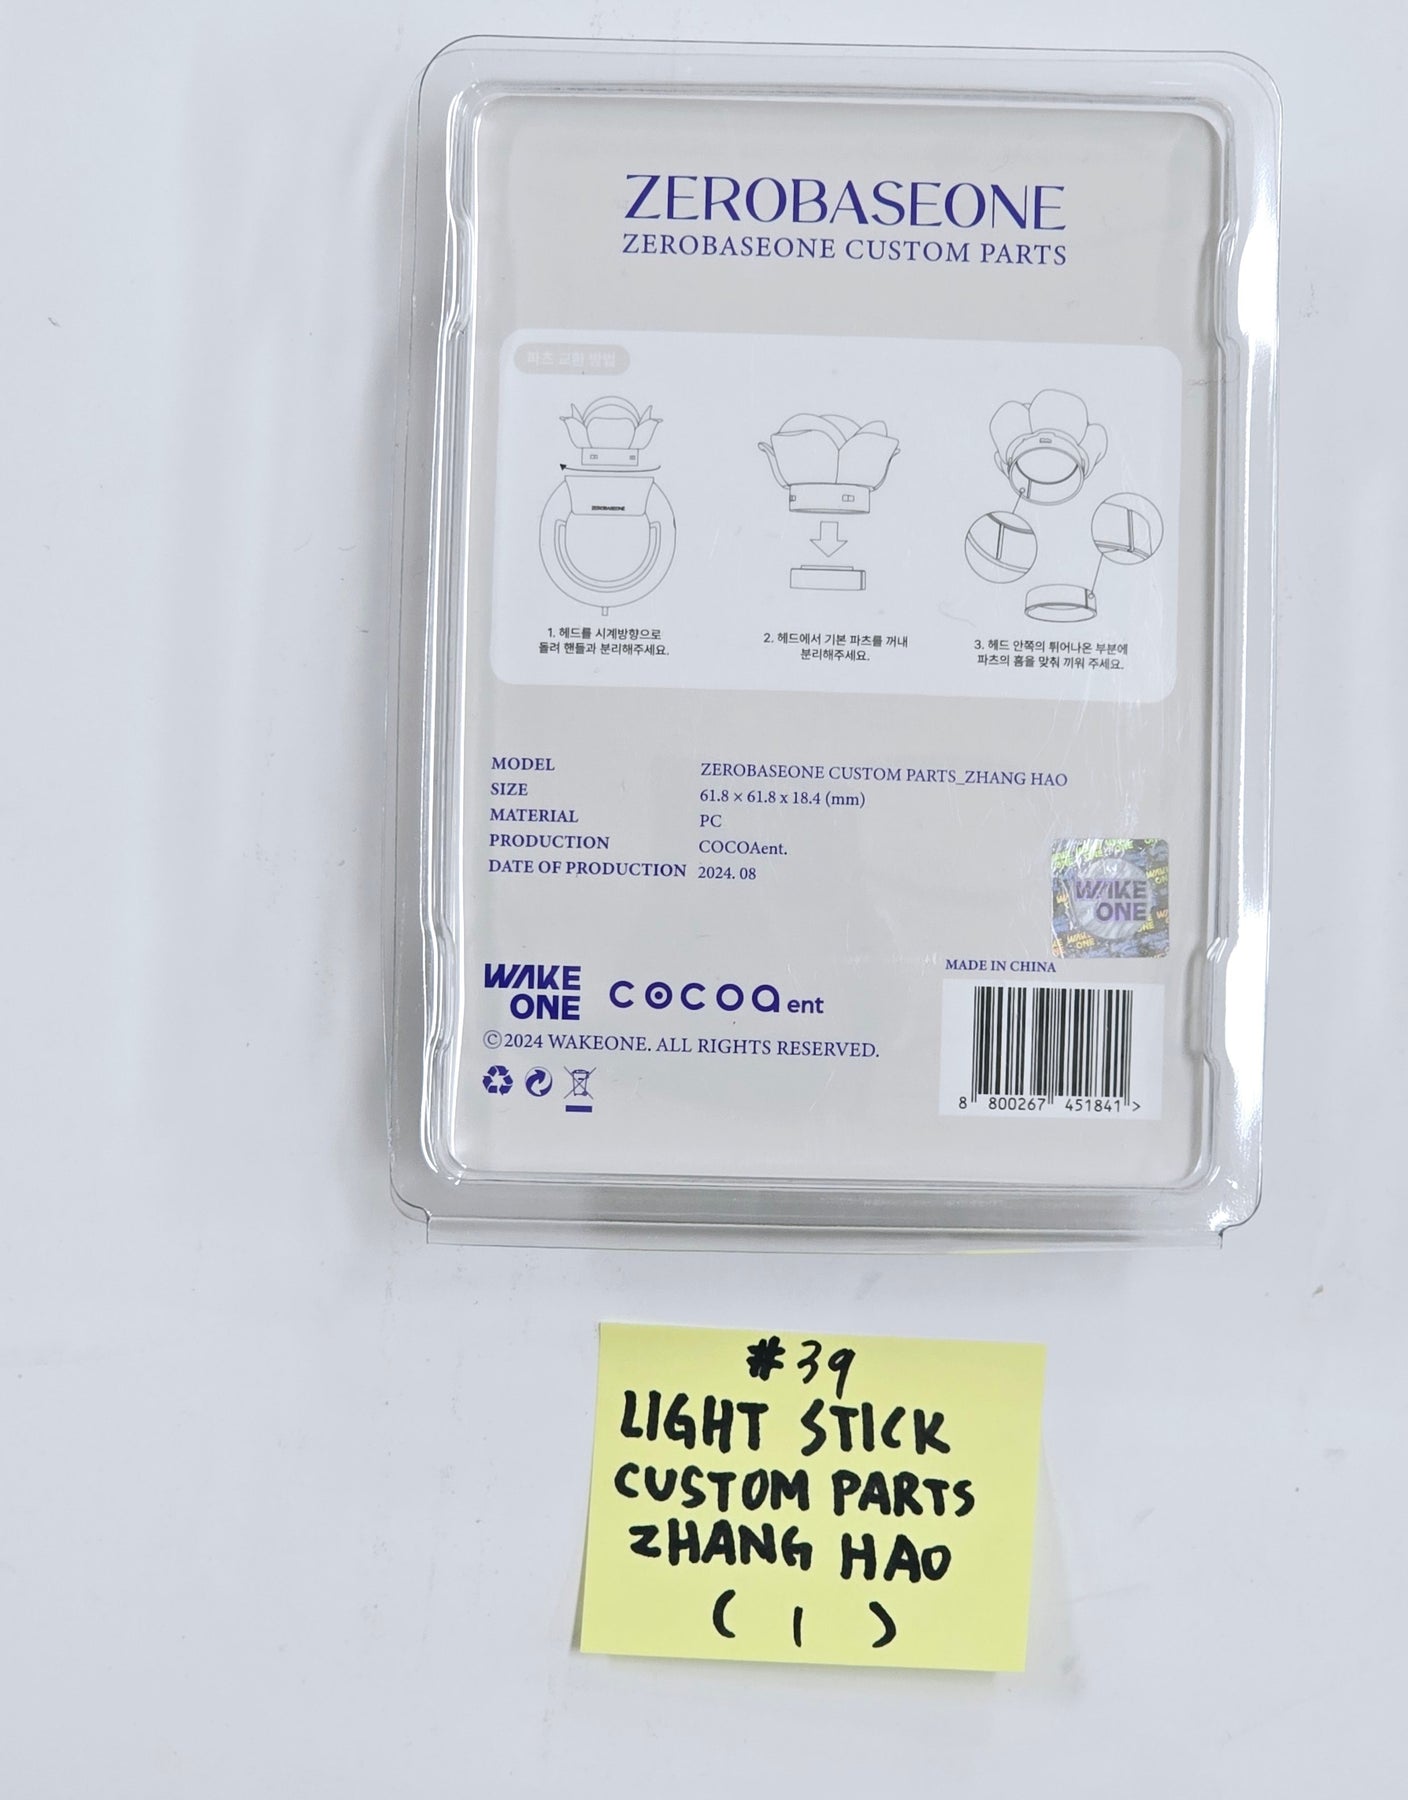 ZEROBASEONE
ZEROBASEONE CUSTOM PARTS
파츠 교환 방법
ZEROBASEONE
1. 헤드를 시계방향으로
돌려 핸들과 분리해주세요.
2. 헤드에서 기본 파츠를 꺼내
분리해주세요.
3. 헤드 안쪽의 튀어나온 부분에
파츠의 홈을 맞춰 끼워 주세요.
MODEL ZEROBASEONE CUSTOM PARTS_ZHANG HAO
SIZE 61.8 × 61.8 x 18.4 (mm)
MATERIAL PC
PRODUCTION COCOAent.
DATE OF PRODUCTION 2024. 08
WAKE
ONE
MADE IN CHINA
WAKE
ONE
cocoa ent
©2024 WAKEONE. ALL RIGHTS RESERVED.
8 800267 451841 >
#39
LIGHT STICK
CUSTOM PARTS
ZHANG HAO
( 1 )